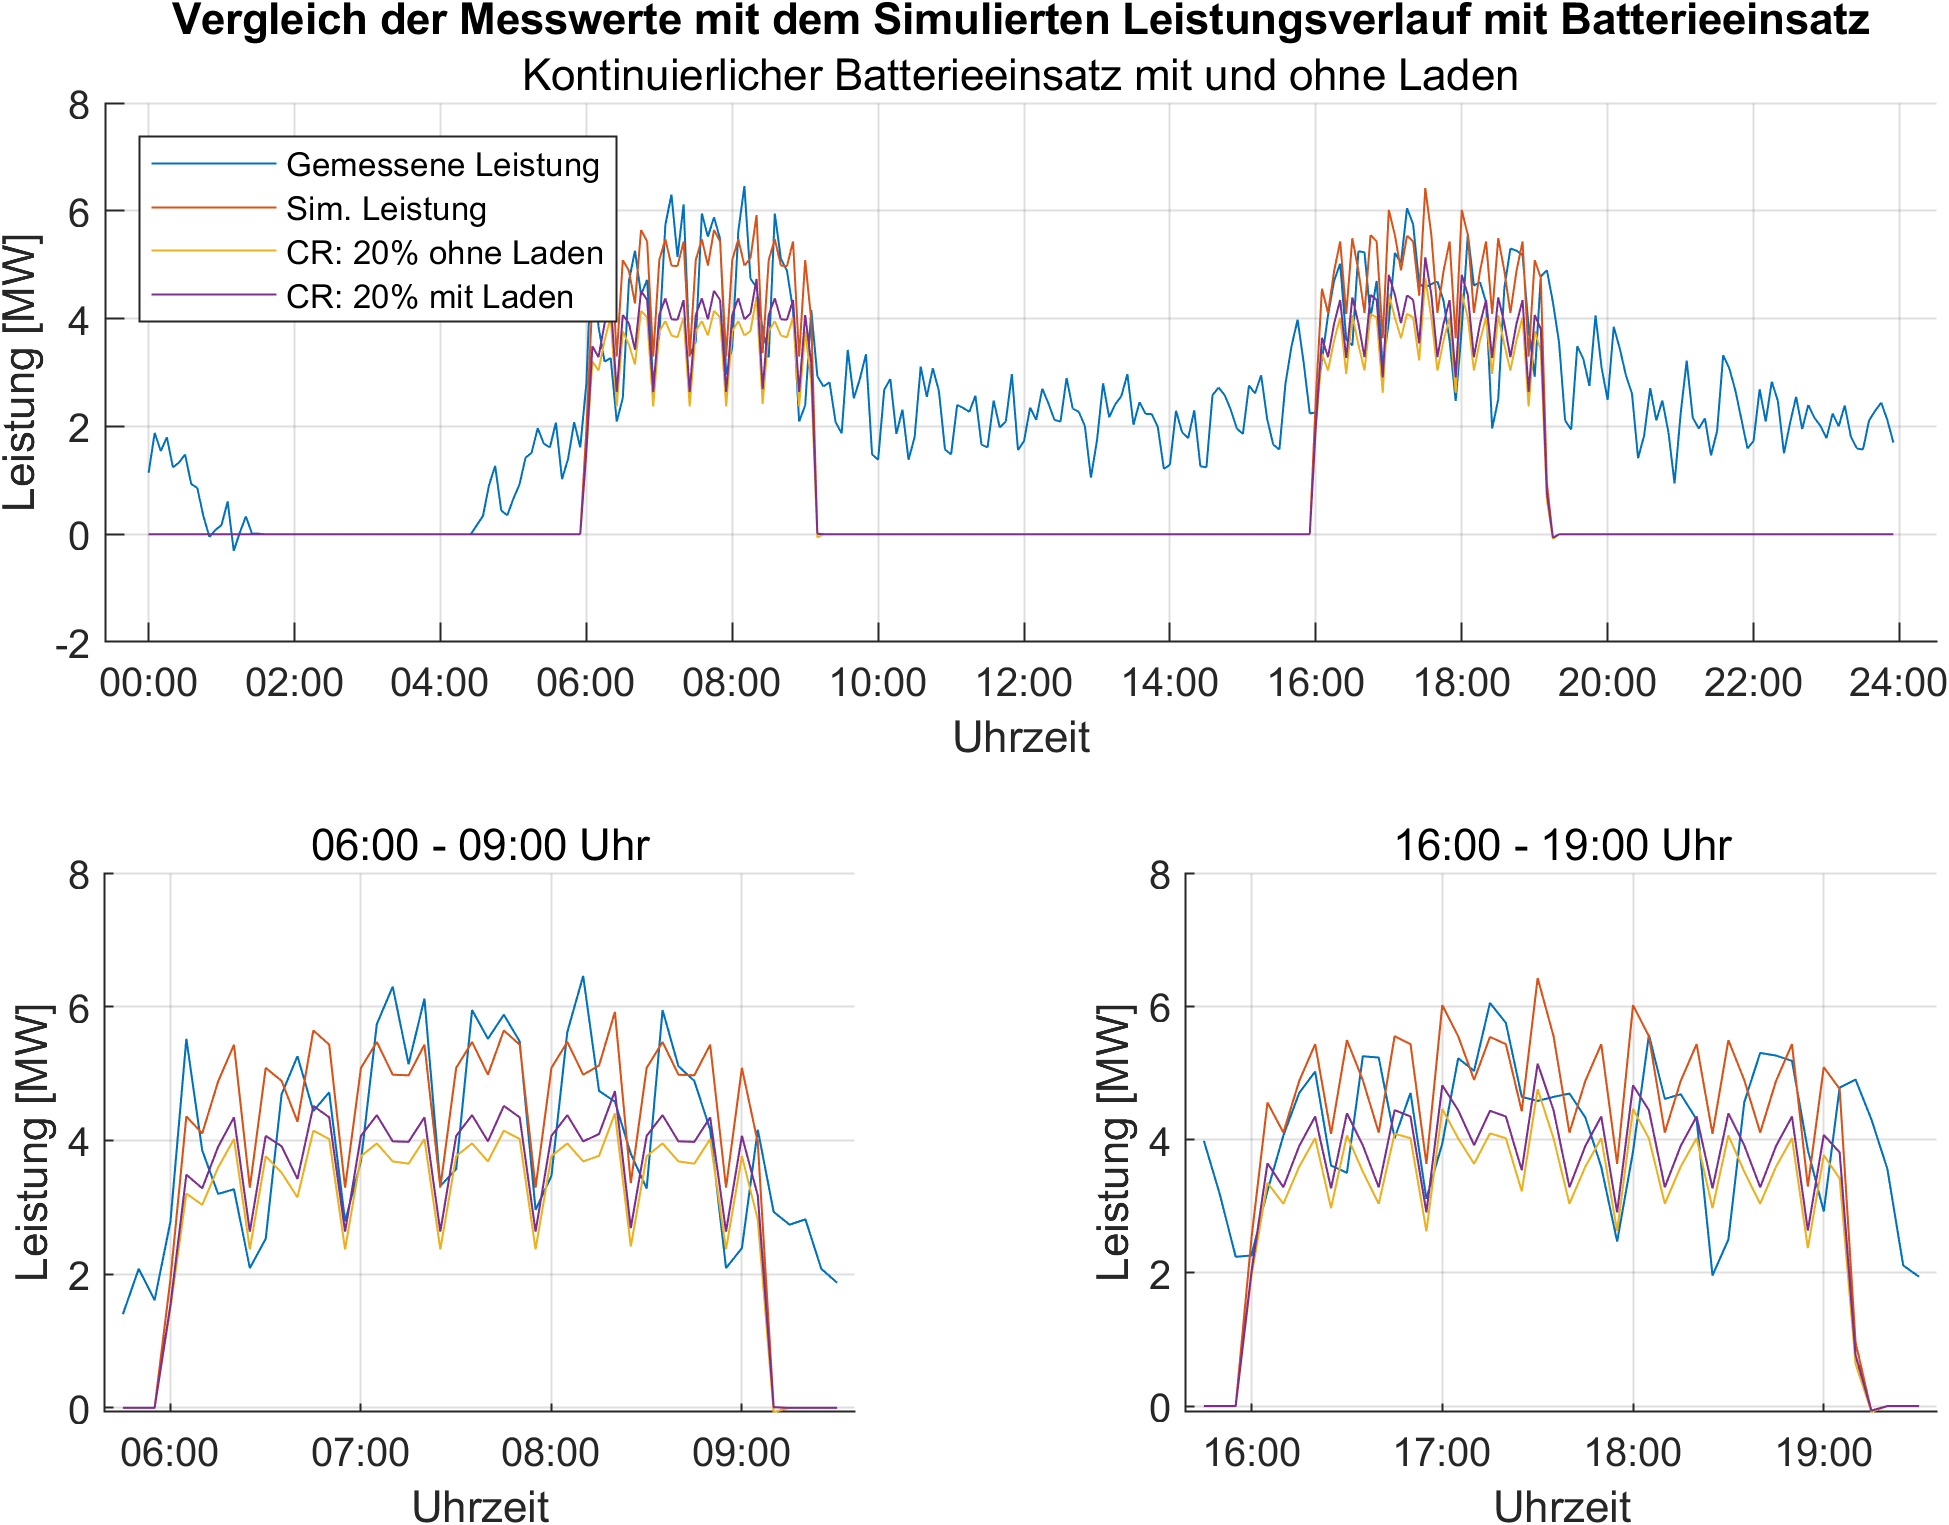 Vergleich der Messwerte mit dem Simulierten Leistungsverlauf mit Batterieeinsatz
Kontinuierlicher Batterieeinsatz mit und ohne Laden
Leistung [MW]
8
6
4
2
0
-2
Gemessene Leistung
Sim. Leistung
CR: 20% ohne Laden
CR: 20% mit Laden
00:00 02:00 04:00 06:00 08:00 10:00 12:00 14:00 16:00 18:00 20:00 22:00 24:00
Uhrzeit
06:00 - 09:00 Uhr
Leistung [MW]
8
6
4
2
0
06:00 07:00 08:00 09:00
Uhrzeit
16:00 - 19:00 Uhr
Leistung [MW]
8
6
4
2
0
16:00 17:00 18:00 19:00
Uhrzeit